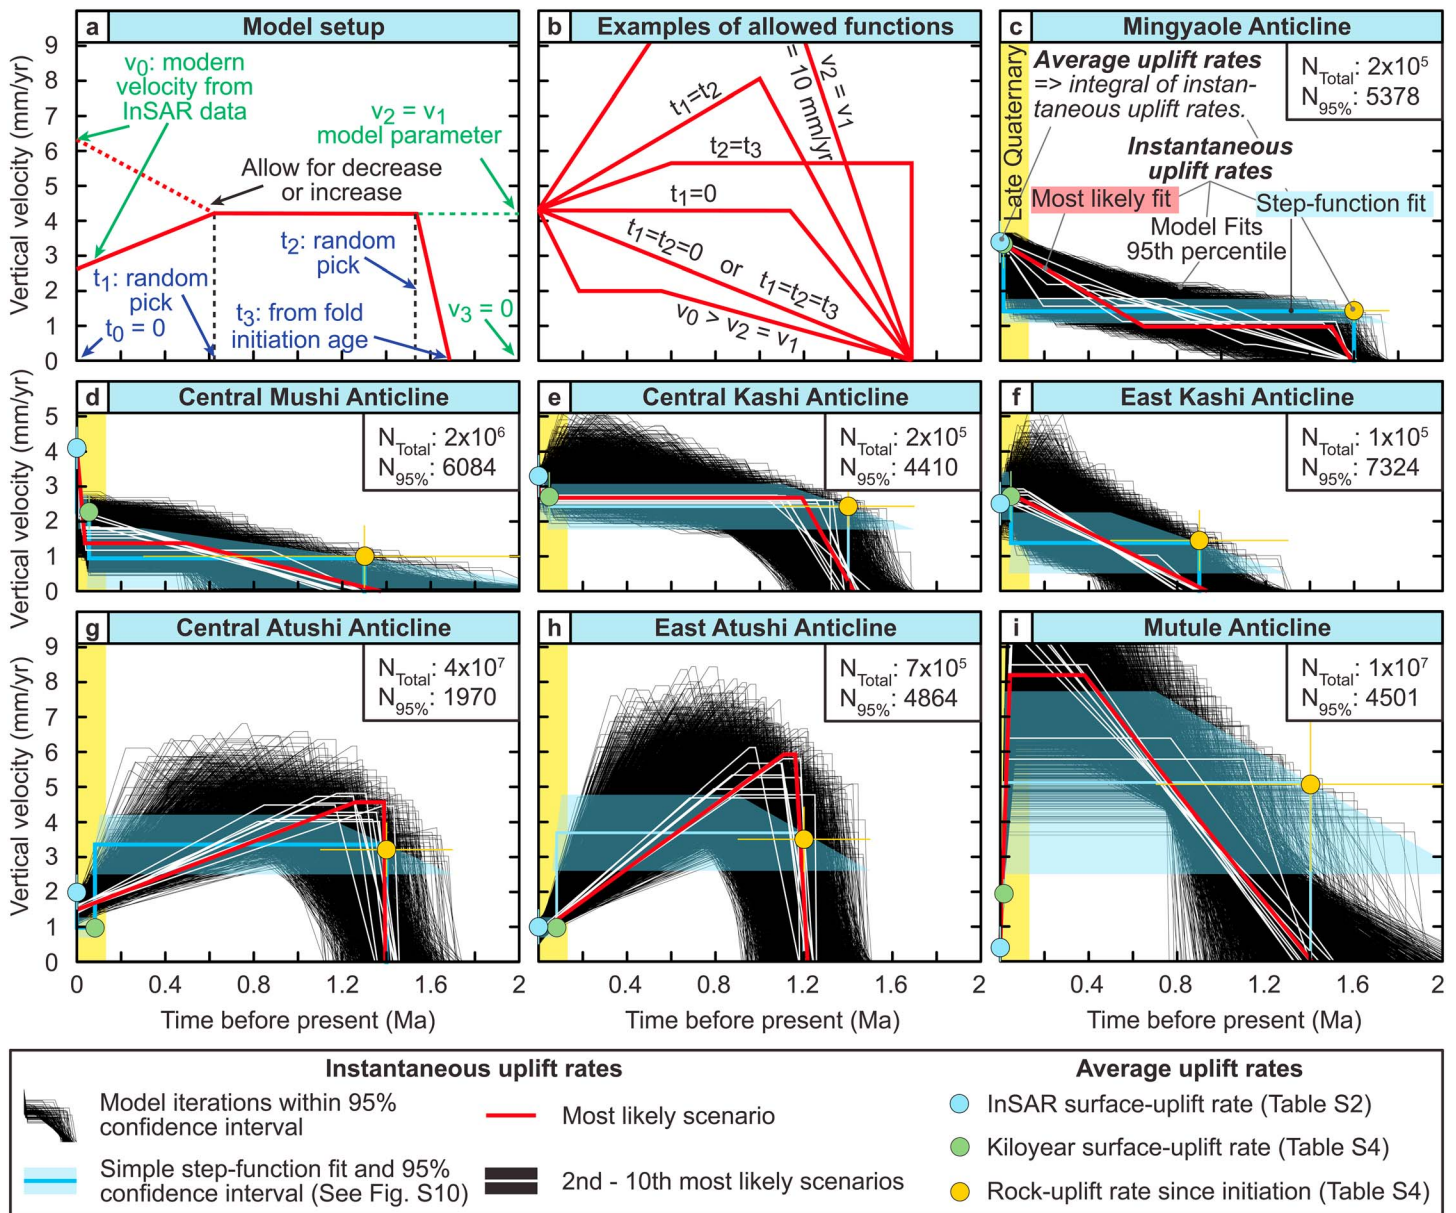 a Model setup
Vertical velocity (mm/yr)
9
8
7
6
5
4
3
2
1
0
v0: modern
velocity from
InSAR data
v2 = v1
model parameter
Allow for decrease
or increase
t2: random
pick
t1: random
pick
t0 = 0
t3: from fold
initiation age
v3 = 0
b Examples of allowed functions
v2 = v1
= 10 mm/yr
t1=t2
t2=t3
t1=0
t1=t2=0 or t1=t2=t3
v0 > v2 = v1
c Mingyaole Anticline
Late Quaternary
Average uplift rates
=> integral of instan-
taneous uplift rates.
NTotal: 2x10⁵
N95%: 5378
Instantaneous
uplift rates
Most likely fit
Step-function fit
Model Fits
95th percentile
d Central Mushi Anticline
Vertical velocity (mm/yr)
5
4
3
2
1
0
NTotal: 2x10⁶
N95%: 6084
e Central Kashi Anticline
NTotal: 2x10⁵
N95%: 4410
f East Kashi Anticline
NTotal: 1x10⁵
N95%: 7324
g Central Atushi Anticline
Vertical velocity (mm/yr)
9
8
7
6
5
4
3
2
1
0
NTotal: 4x10⁷
N95%: 1970
0 0.4 0.8 1.2 1.6 2
Time before present (Ma)
h East Atushi Anticline
NTotal: 7x10⁵
N95%: 4864
0.4 0.8 1.2 1.6
Time before present (Ma)
i Mutule Anticline
NTotal: 1x10⁷
N95%: 4501
0.4 0.8 1.2 1.6 2
Time before present (Ma)
Instantaneous uplift rates
Model iterations within 95%
confidence interval
Simple step-function fit and 95%
confidence interval (See Fig. S10)
Most likely scenario
2nd - 10th most likely scenarios
Average uplift rates
InSAR surface-uplift rate (Table S2)
Kiloyear surface-uplift rate (Table S4)
Rock-uplift rate since initiation (Table S4)